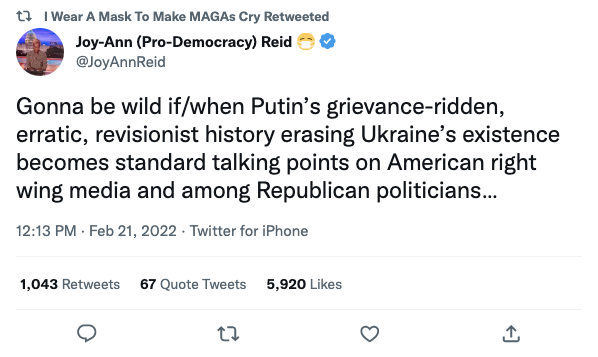 I Wear A Mask To Make MAGAs Cry Retweeted
Joy-Ann (Pro-Democracy) Reid 😷
@JoyAnnReid
Gonna be wild if/when Putin’s grievance-ridden,
erratic, revisionist history erasing Ukraine’s existence
becomes standard talking points on American right
wing media and among Republican politicians...
12:13 PM · Feb 21, 2022 · Twitter for iPhone
1,043 Retweets 67 Quote Tweets 5,920 Likes